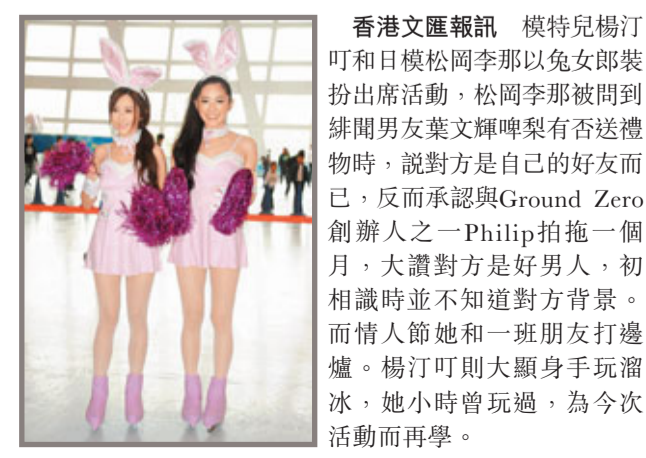 香港文匯報訊　模特兒楊汀
叮和日模松岡李那以兔女郎裝
扮出席活動，松岡李那被問到
緋聞男友葉文輝啤梨有否送禮
物時，説對方是自己的好友而
已，反而承認與Ground Zero
創辦人之一Philip拍拖一個
月，大讚對方是好男人，初
相識時並不知道對方背景。
而情人節她和一班朋友打邊
爐。楊汀叮則大顯身手玩溜
冰，她小時曾玩過，為今次
活動而再學。